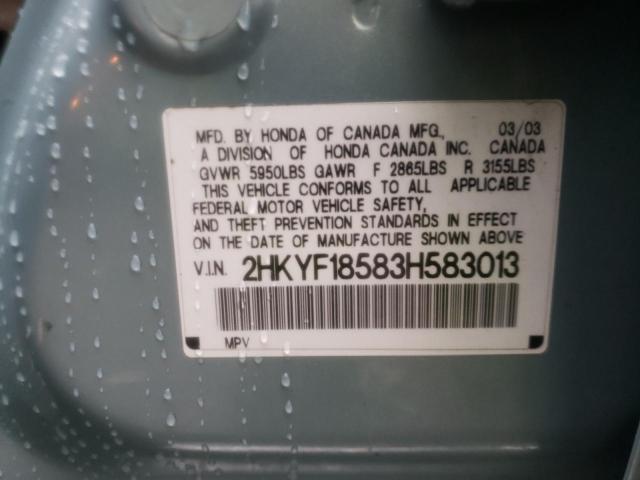 MFD. BY HONDA OF CANADA MFG., 03/03
A DIVISION OF HONDA CANADA INC. CANADA
GVWR 5950LBS GAWR F 2865LBS R 3155LBS
THIS VEHICLE CONFORMS TO ALL APPLICABLE
FEDERAL MOTOR VEHICLE SAFETY,
AND THEFT PREVENTION STANDARDS IN EFFECT
ON THE DATE OF MANUFACTURE SHOWN ABOVE
V.I.N. 2HKYF18583H583013
MPV